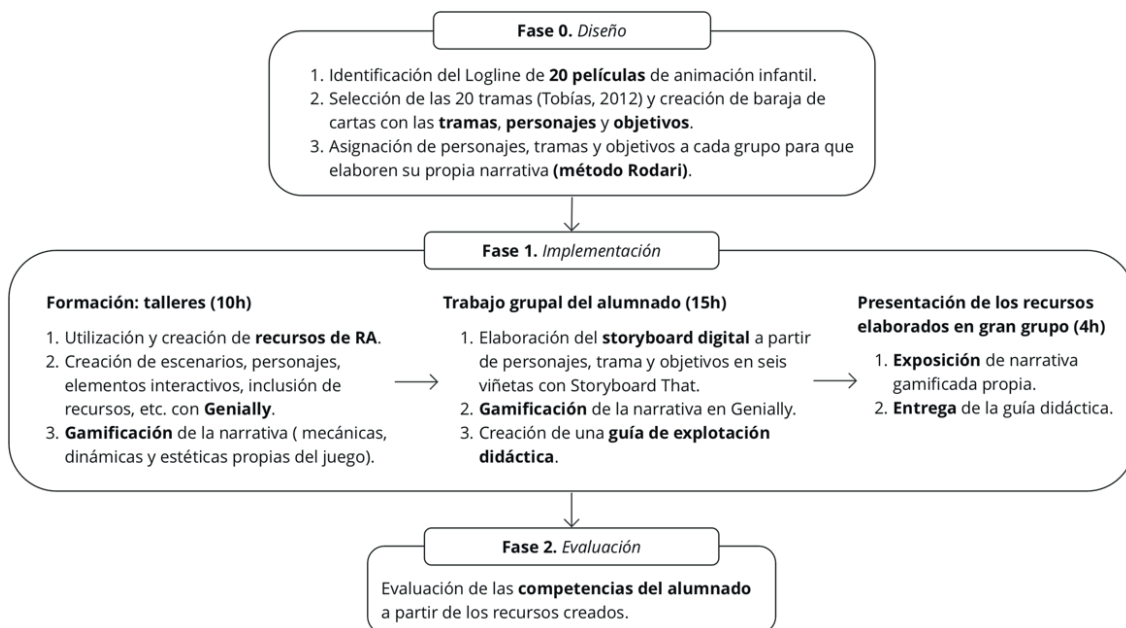 Fase 0. Diseño
1. Identificación del Logline de 20 películas de animación infantil.
2. Selección de las 20 tramas (Tobías, 2012) y creación de baraja de
cartas con las tramas, personajes y objetivos.
3. Asignación de personajes, tramas y objetivos a cada grupo para que
elaboren su propia narrativa (método Rodari).
Fase 1. Implementación
Formación: talleres (10h)
1. Utilización y creación de recursos de RA.
2. Creación de escenarios, personajes,
elementos interactivos, inclusión de
recursos, etc. con Genially.
3. Gamificación de la narrativa ( mecánicas,
dinámicas y estéticas propias del juego).
Trabajo grupal del alumnado (15h)
1. Elaboración del storyboard digital a partir
de personajes, trama y objetivos en seis
viñetas con Storyboard That.
2. Gamificación de la narrativa en Genially.
3. Creación de una guía de explotación
didáctica.
Presentación de los recursos
elaborados en gran grupo (4h)
1. Exposición de narrativa
gamificada propia.
2. Entrega de la guía didáctica.
Fase 2. Evaluación
Evaluación de las competencias del alumnado
a partir de los recursos creados.